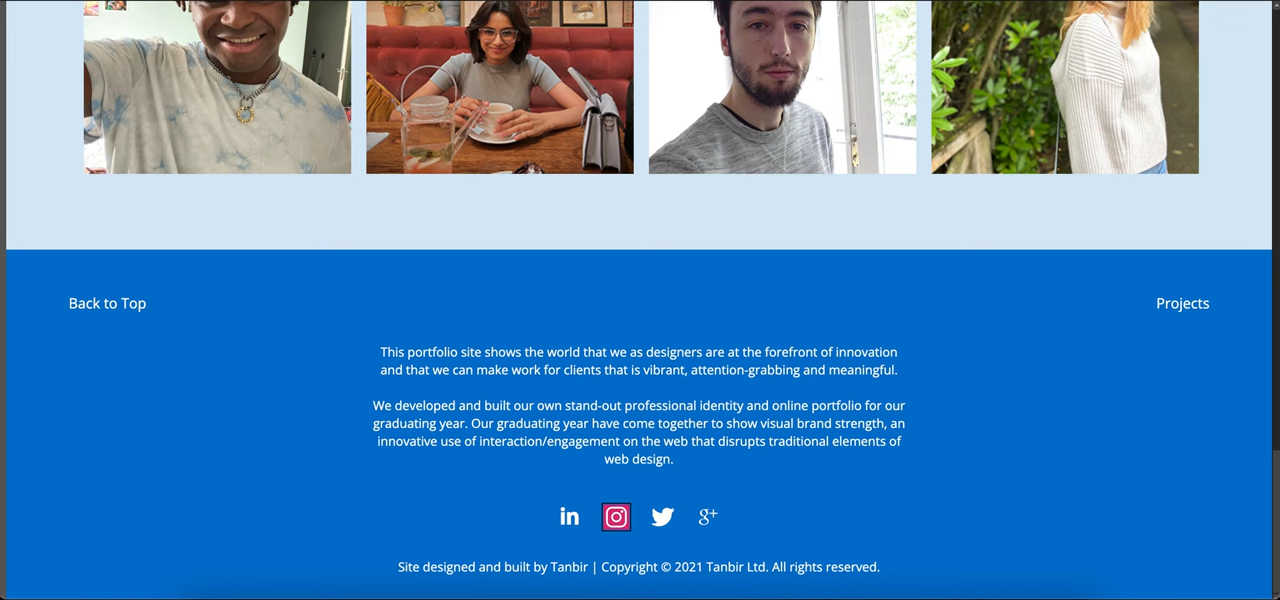 Back to Top
Projects
This portfolio site shows the world that we as designers are at the forefront of innovation
and that we can make work for clients that is vibrant, attention-grabbing and meaningful.
We developed and built our own stand-out professional identity and online portfolio for our
graduating year. Our graduating year have come together to show visual brand strength, an
innovative use of interaction/engagement on the web that disrupts traditional elements of
web design.
in
g+
Site designed and built by Tanbir | Copyright © 2021 Tanbir Ltd. All rights reserved.